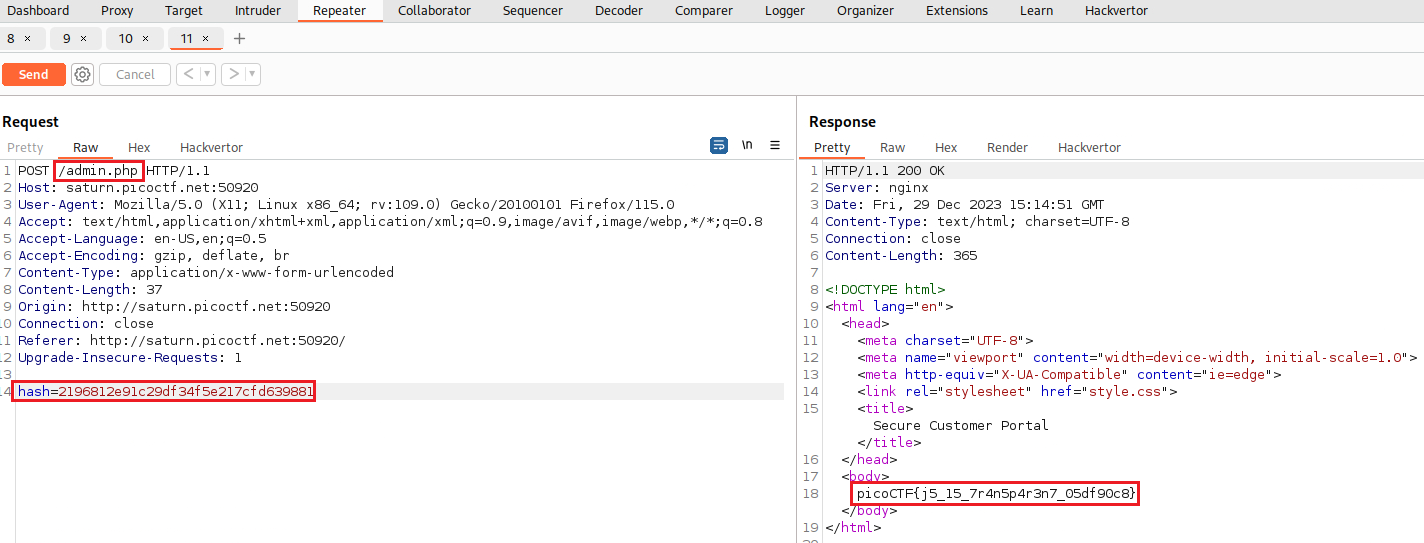 Dashboard Proxy Target Intruder Repeater Collaborator Sequencer Decoder Comparer Logger Organizer Extensions Learn Hackvertor
8 × 9 × 10 × 11 × +
Send Cancel < ▾ > ▾
Request
Pretty Raw Hex Hackvertor \n ≡
1 POST /admin.php HTTP/1.1
2 Host: saturn.picoctf.net:50920
3 User-Agent: Mozilla/5.0 (X11; Linux x86_64; rv:109.0) Gecko/20100101 Firefox/115.0
4 Accept: text/html,application/xhtml+xml,application/xml;q=0.9,image/avif,image/webp,*/*;q=0.8
5 Accept-Language: en-US,en;q=0.5
6 Accept-Encoding: gzip, deflate, br
7 Content-Type: application/x-www-form-urlencoded
8 Content-Length: 37
9 Origin: http://saturn.picoctf.net:50920
10 Connection: close
11 Referer: http://saturn.picoctf.net:50920/
12 Upgrade-Insecure-Requests: 1
13
14 hash=2196812e91c29df34f5e217cfd639881
Response
Pretty Raw Hex Render Hackvertor
1 HTTP/1.1 200 OK
2 Server: nginx
3 Date: Fri, 29 Dec 2023 15:14:51 GMT
4 Content-Type: text/html; charset=UTF-8
5 Connection: close
6 Content-Length: 365
7
8 <!DOCTYPE html>
9 <html lang="en">
10 <head>
11 <meta charset="UTF-8">
12 <meta name="viewport" content="width=device-width, initial-scale=1.0">
13 <meta http-equiv="X-UA-Compatible" content="ie=edge">
14 <link rel="stylesheet" href="style.css">
15 <title>
Secure Customer Portal
</title>
16 </head>
17 <body>
18 picoCTF{j5_15_7r4n5p4r3n7_05df90c8}
</body>
19 </html>